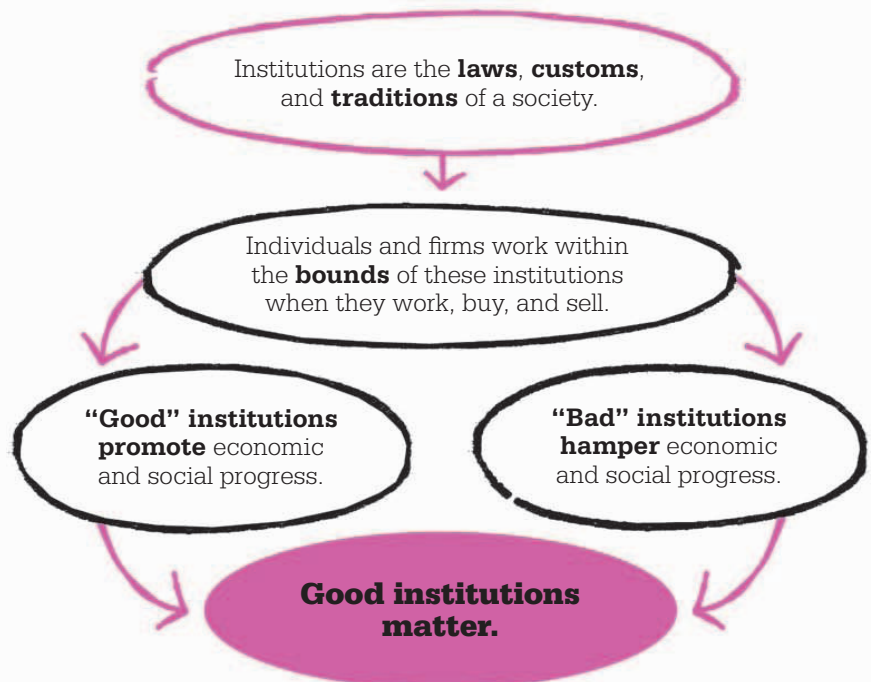 Institutions are the laws, customs,
and traditions of a society.
Individuals and firms work within
the bounds of these institutions
when they work, buy, and sell.
“Good” institutions
promote economic
and social progress.
“Bad” institutions
hamper economic
and social progress.
Good institutions
matter.